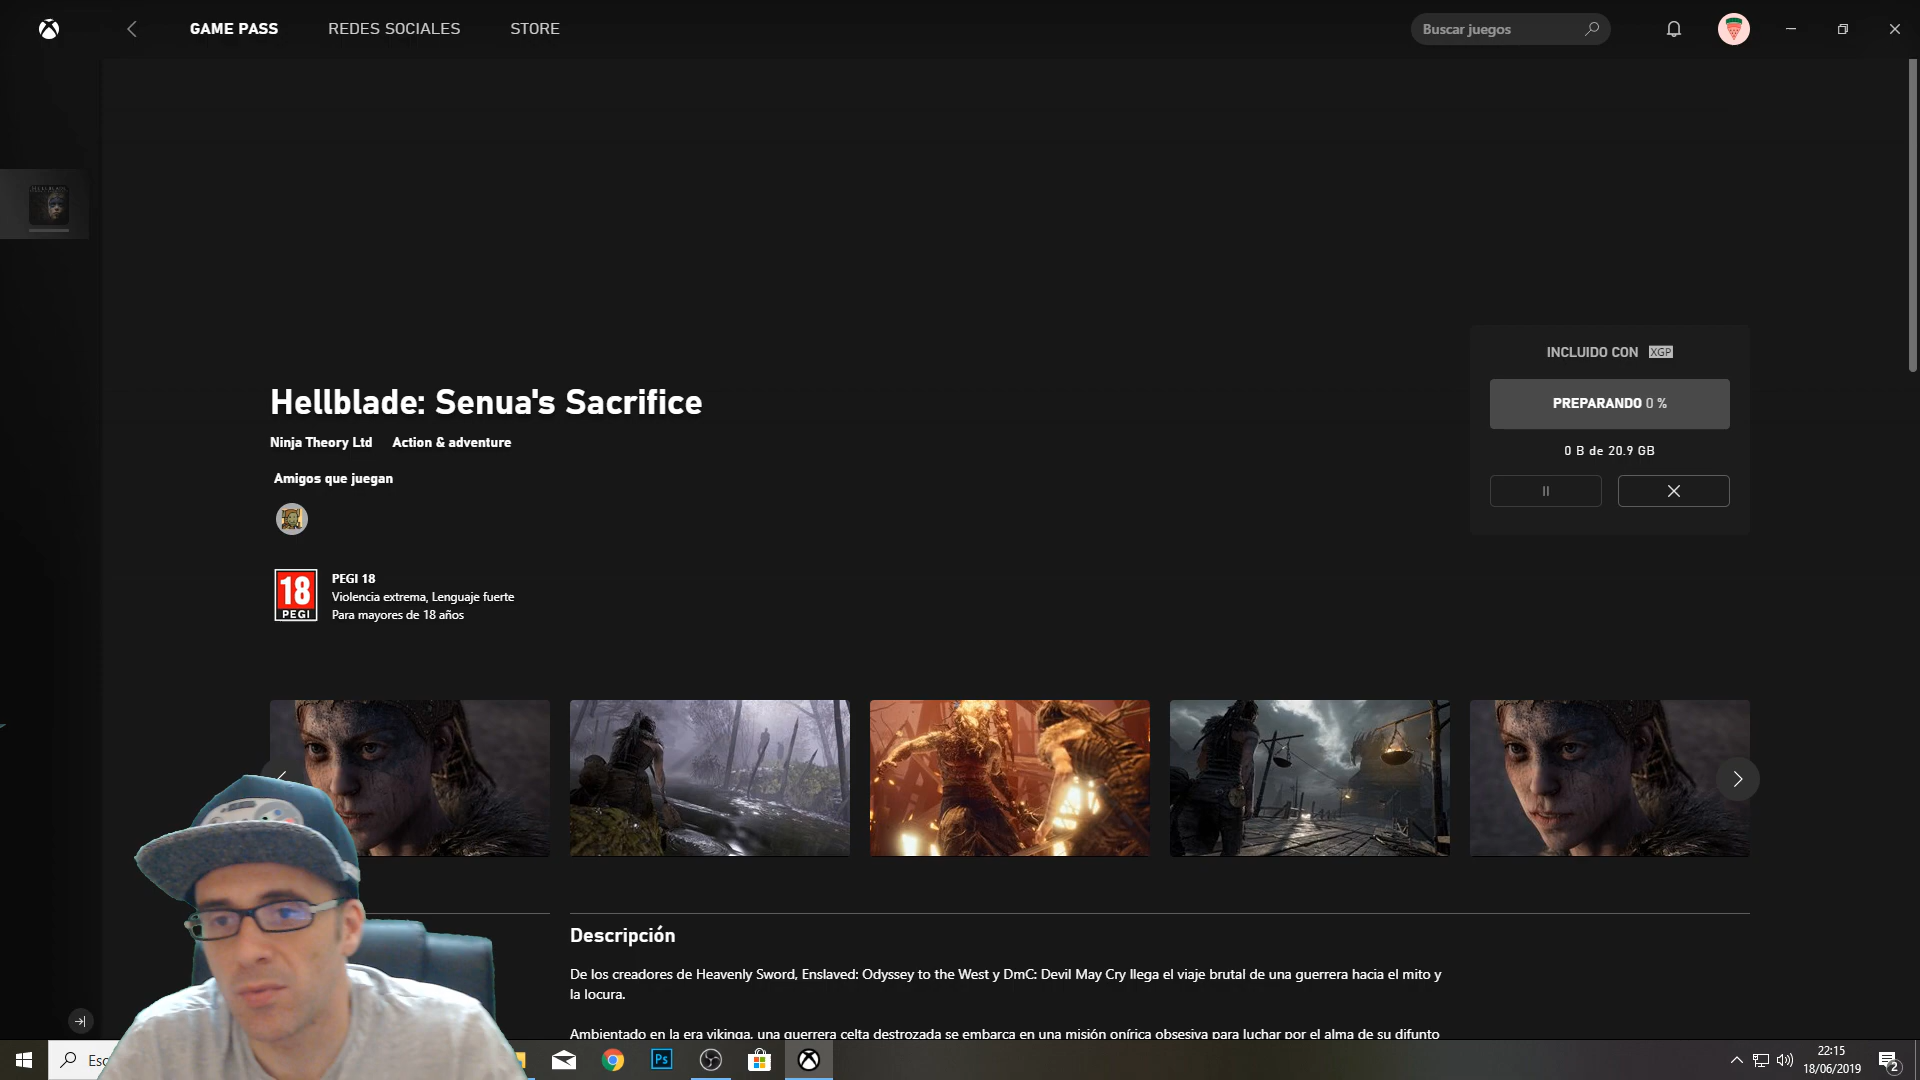 GAME PASS
REDES SOCIALES
STORE
Buscar juegos
INCLUIDO CON XGP
PREPARANDO 0 %
0 B de 20.9 GB
Hellblade: Senua's Sacrifice
Ninja Theory Ltd Action & adventure
Amigos que juegan
18
PEGI
PEGI 18
Violencia extrema, Lenguaje fuerte
Para mayores de 18 años
Descripción
De los creadores de Heavenly Sword, Enslaved: Odyssey to the West y DmC: Devil May Cry llega el viaje brutal de una guerrera hacia el mito y
la locura.
Ambientado en la era vikinga, una guerrera celta destrozada se embarca en una misión onírica obsesiva para luchar por el alma de su difunto
Ps
22:15
18/06/2019
2